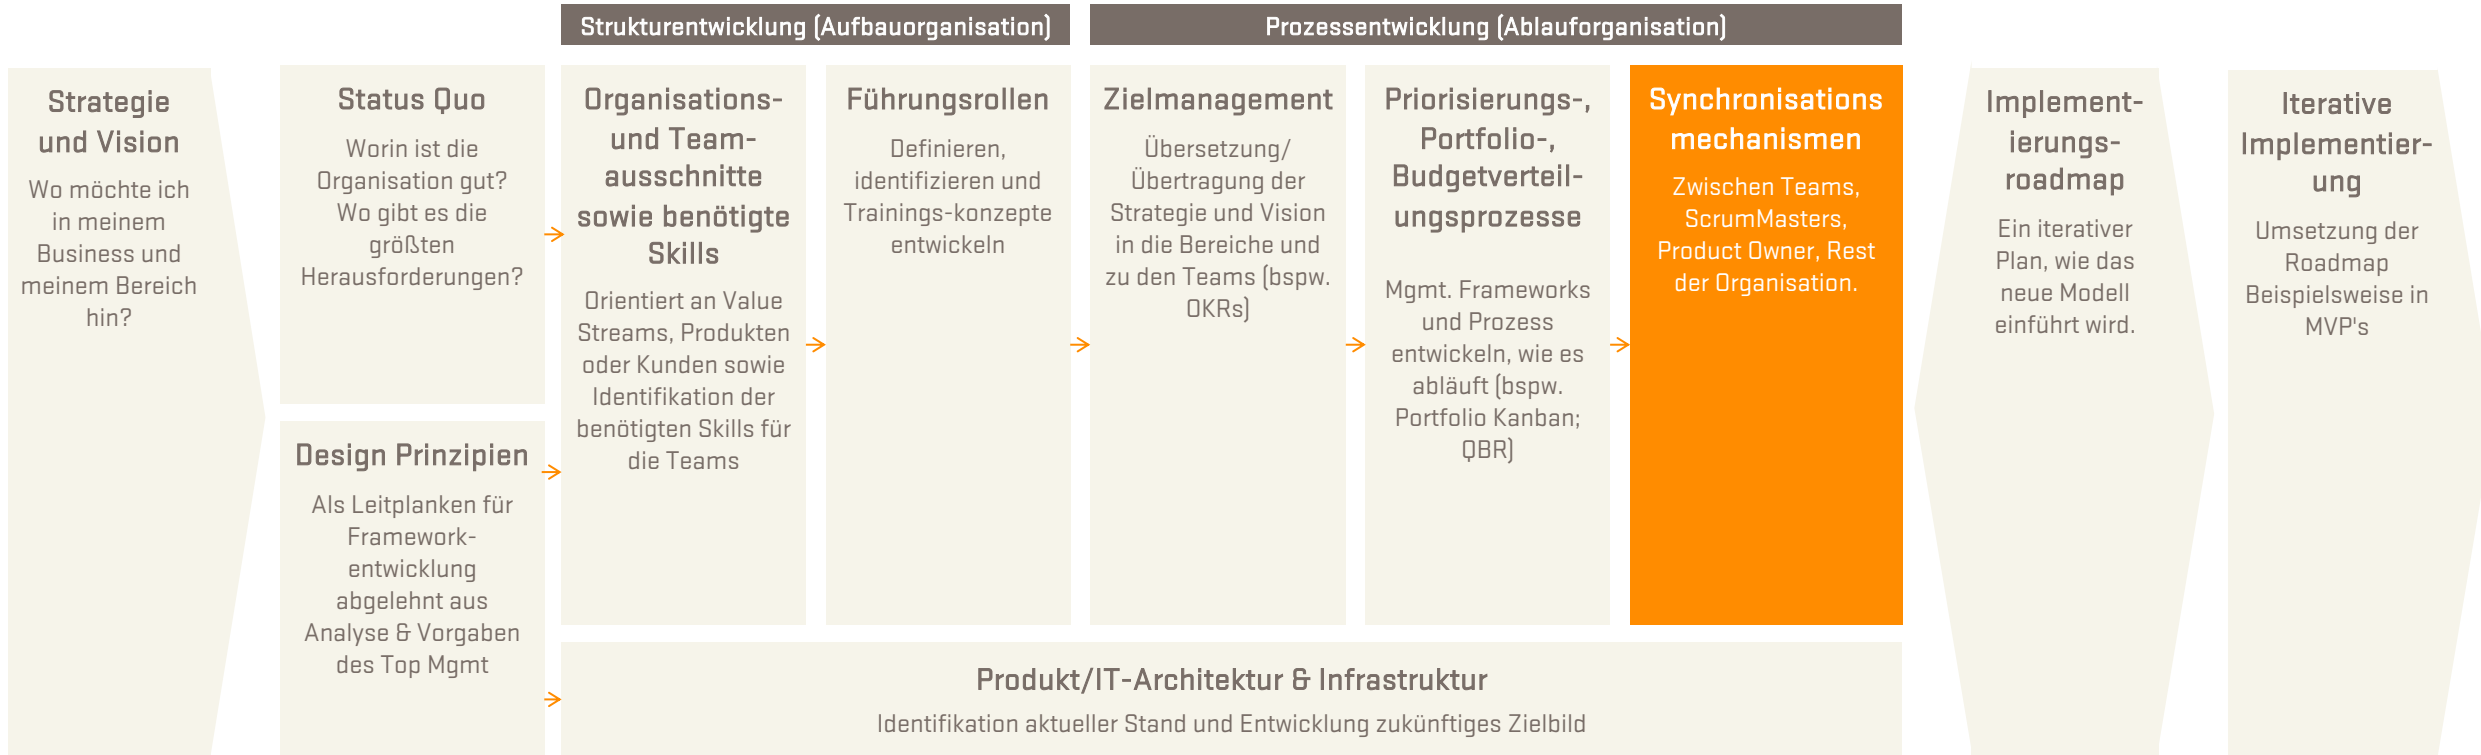 Strukturentwicklung (Aufbauorganisation)
Prozessentwicklung (Ablauforganisation)
Strategie
und Vision
Wo möchte ich
in meinem
Business und
meinem Bereich
hin?
Status Quo
Worin ist die
Organisation gut?
Wo gibt es die
größten
Herausforderungen?
Design Prinzipien
Als Leitplanken für
Framework-
entwicklung
abgelehnt aus
Analyse & Vorgaben
des Top Mgmt
Organisations-
und Team-
ausschnitte
sowie benötigte
Skills
Orientiert an Value
Streams, Produkten
oder Kunden sowie
Identifikation der
benötigten Skills für
die Teams
Führungsrollen
Definieren,
identifizieren und
Trainings-konzepte
entwickeln
Zielmanagement
Übersetzung/
Übertragung der
Strategie und Vision
in die Bereiche und
zu den Teams (bspw.
OKRs)
Priorisierungs-,
Portfolio-,
Budgetverteil-
ungsprozesse
Mgmt. Frameworks
und Prozess
entwickeln, wie es
abläuft (bspw.
Portfolio Kanban;
QBR)
Synchronisations
mechanismen
Zwischen Teams,
ScrumMasters,
Product Owner, Rest
der Organisation.
Produkt/IT-Architektur & Infrastruktur
Identifikation aktueller Stand und Entwicklung zukünftiges Zielbild
Implement-
ierungs-
roadmap
Ein iterativer
Plan, wie das
neue Modell
einführt wird.
Iterative
Implementier-
ung
Umsetzung der
Roadmap
Beispielsweise in
MVP's